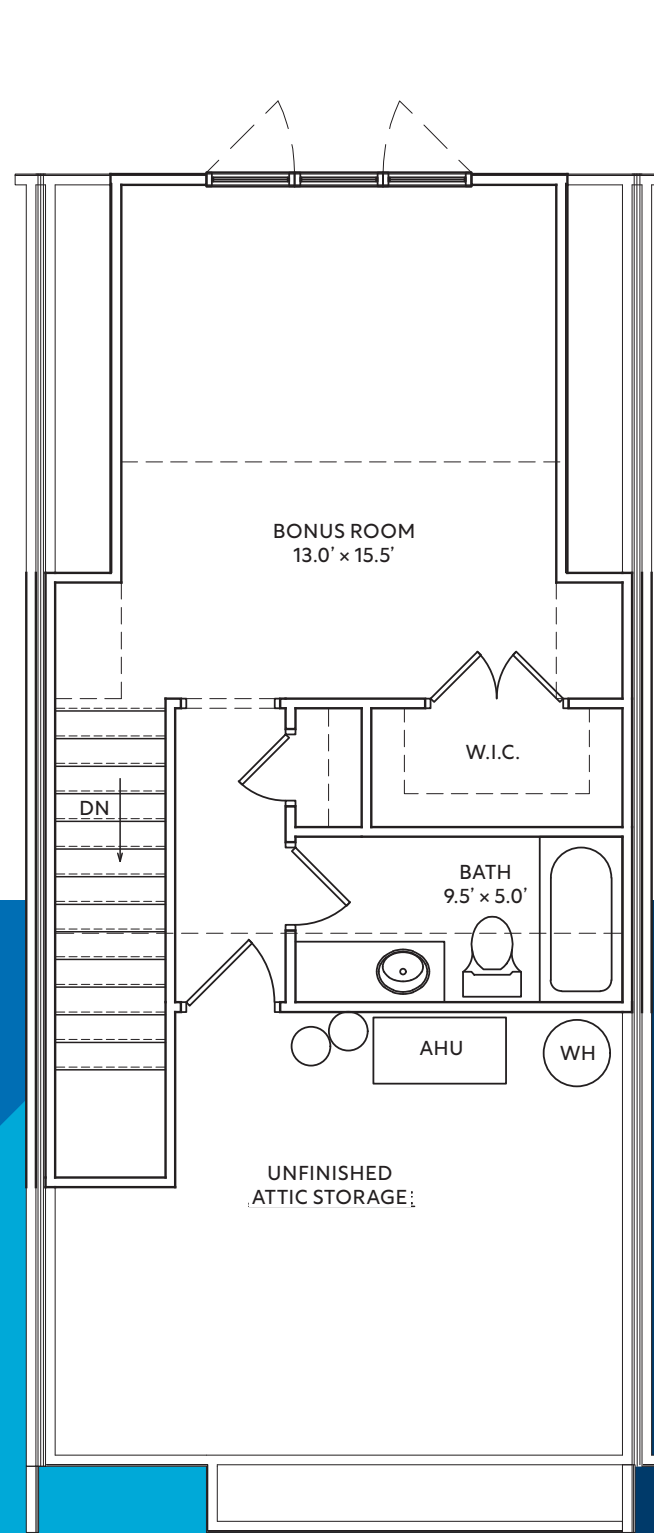 BONUS ROOM
13.0’ × 15.5’
W.I.C.
DN
BATH
9.5’ × 5.0’
AHU
WH
UNFINISHED
ATTIC STORAGE